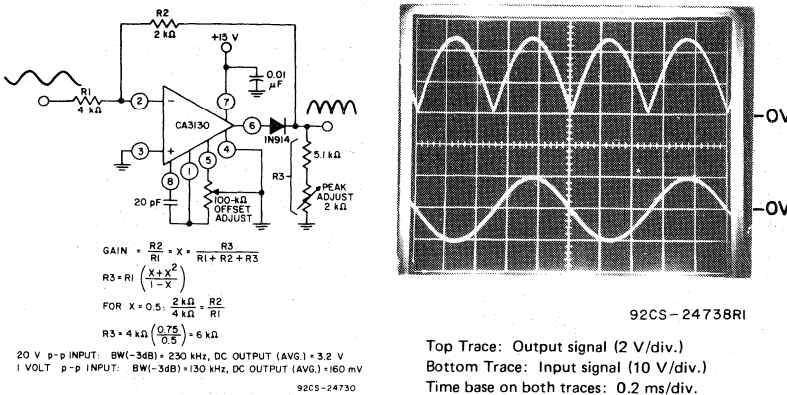 R2
2 kΩ
+15 V
0.01
μF
R1
4 kΩ
2
-
7
CA3130
6
1N914
3
+
8
1
5
4
5.1 kΩ
R3
PEAK
ADJUST
2 kΩ
20 pF
100-kΩ
OFFSET
ADJUST
GAIN = R2/R1 = X = R3/(R1 + R2 + R3)
R3 = R1 (X + X²/1 - X)
FOR X = 0.5: 2 kΩ/4 kΩ = R2/R1
R3 = 4 kΩ (0.75/0.5) = 6 kΩ
20 V p-p INPUT: BW(-3dB) = 230 kHz, DC OUTPUT (AVG.) = 3.2 V
1 VOLT p-p INPUT: BW(-3dB) = 130 kHz, DC OUTPUT (AVG.) = 160 mV
92CS-24730
0V
0V
92CS-24738R1
Top Trace: Output signal (2 V/div.)
Bottom Trace: Input signal (10 V/div.)
Time base on both traces: 0.2 ms/div.